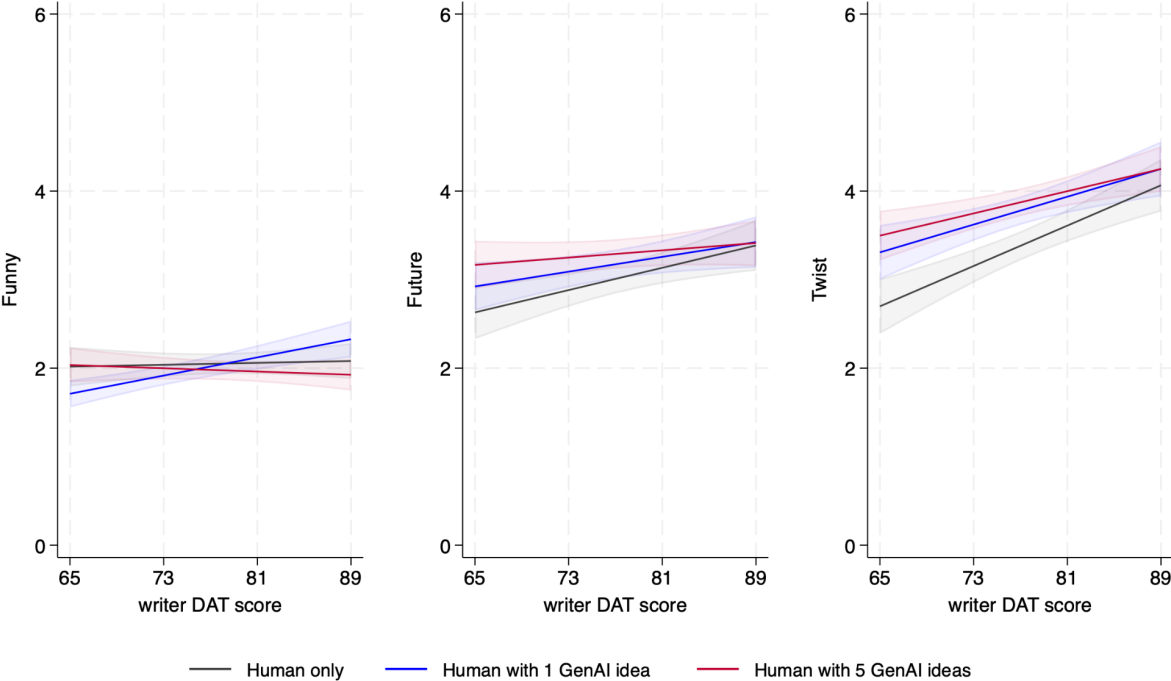 Funny
6
4
2
0
65 73 81 89
writer DAT score
Future
6
4
2
0
65 73 81 89
writer DAT score
Twist
6
4
2
0
65 73 81 89
writer DAT score
Human only Human with 1 GenAI idea Human with 5 GenAI ideas